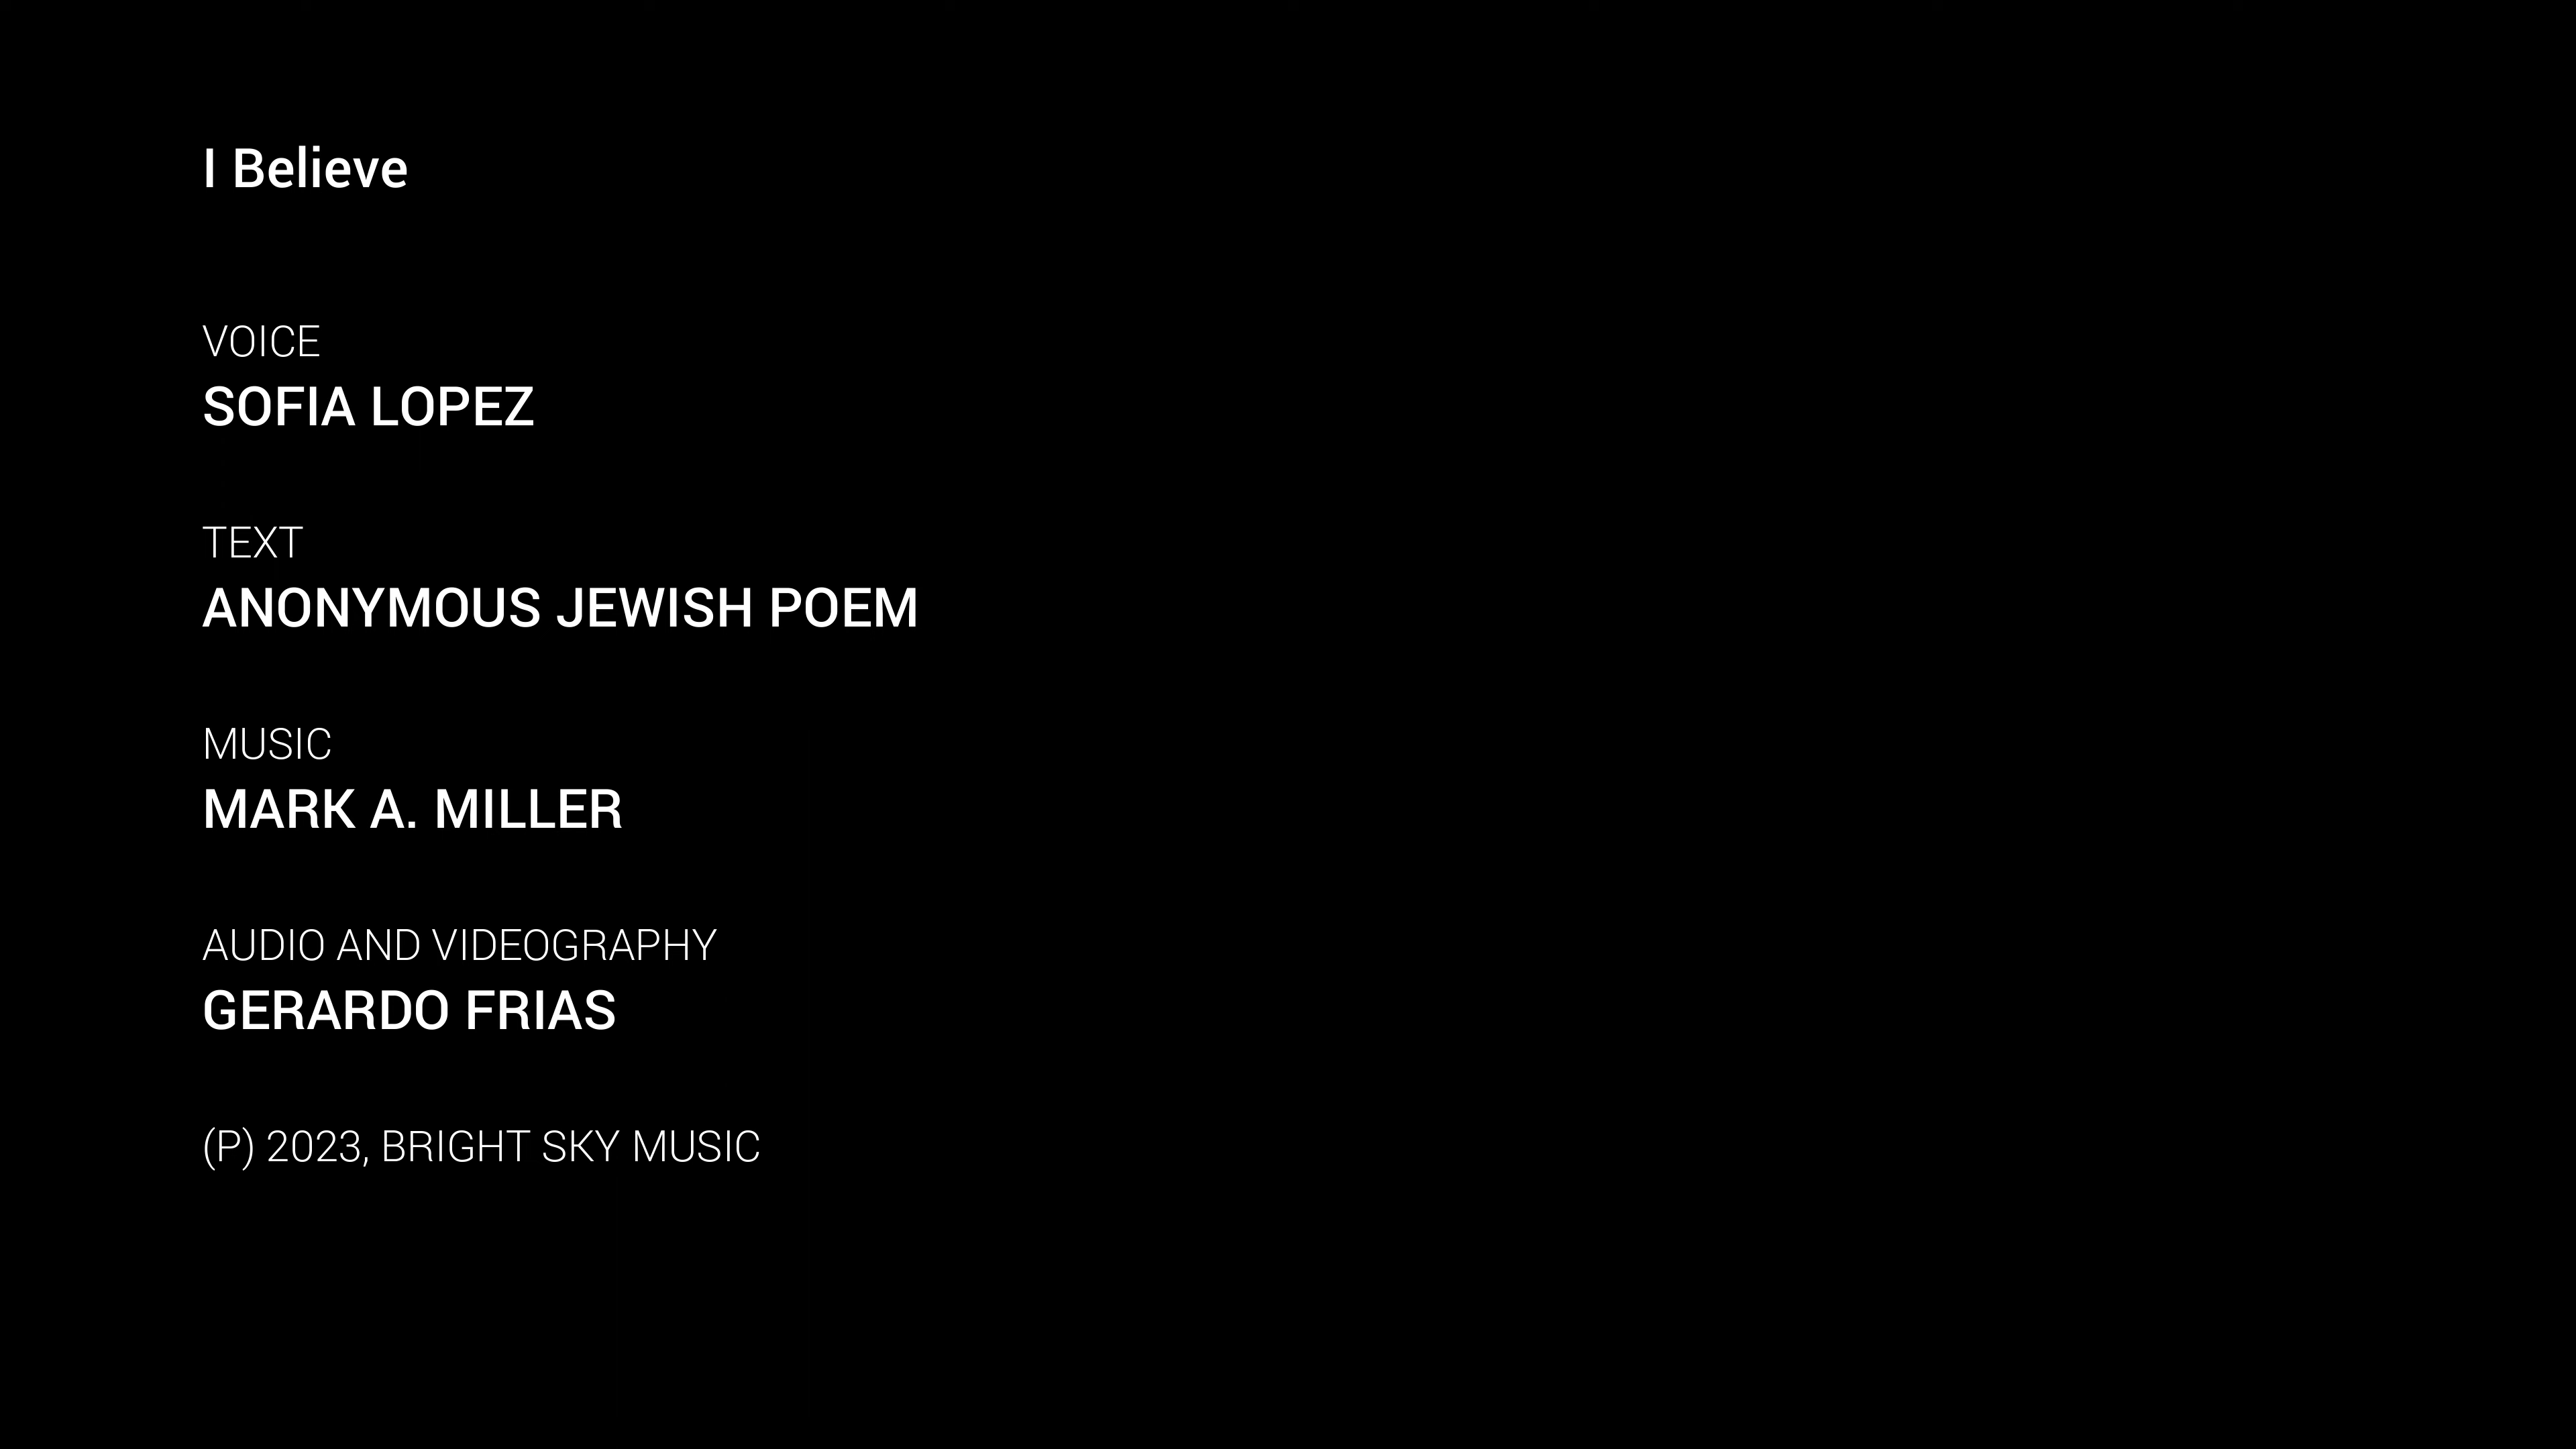 I Believe
VOICE
SOFIA LOPEZ
TEXT
ANONYMOUS JEWISH POEM
MUSIC
MARK A. MILLER
AUDIO AND VIDEOGRAPHY
GERARDO FRIAS
(P) 2023, BRIGHT SKY MUSIC